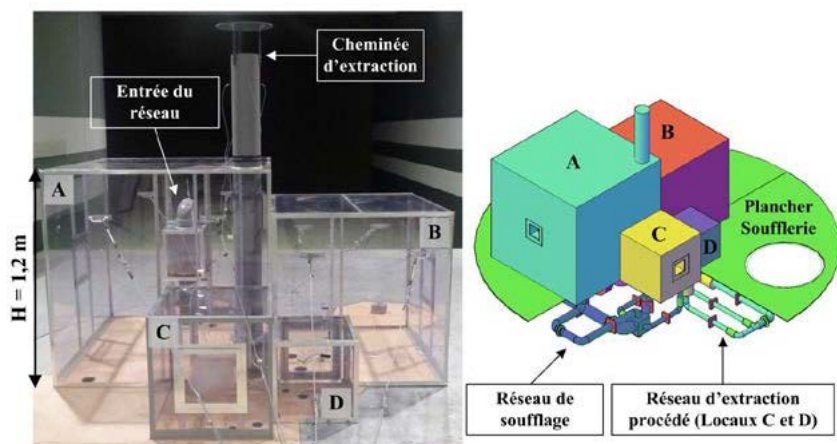 Cheminée
d'extraction
Entrée du
réseau
A
B
H = 1,2 m
C
D
A
B
C
D
Plancher
Soufflerie
Réseau de
soufflage
Réseau d'extraction
procédé (Locaux C et D)